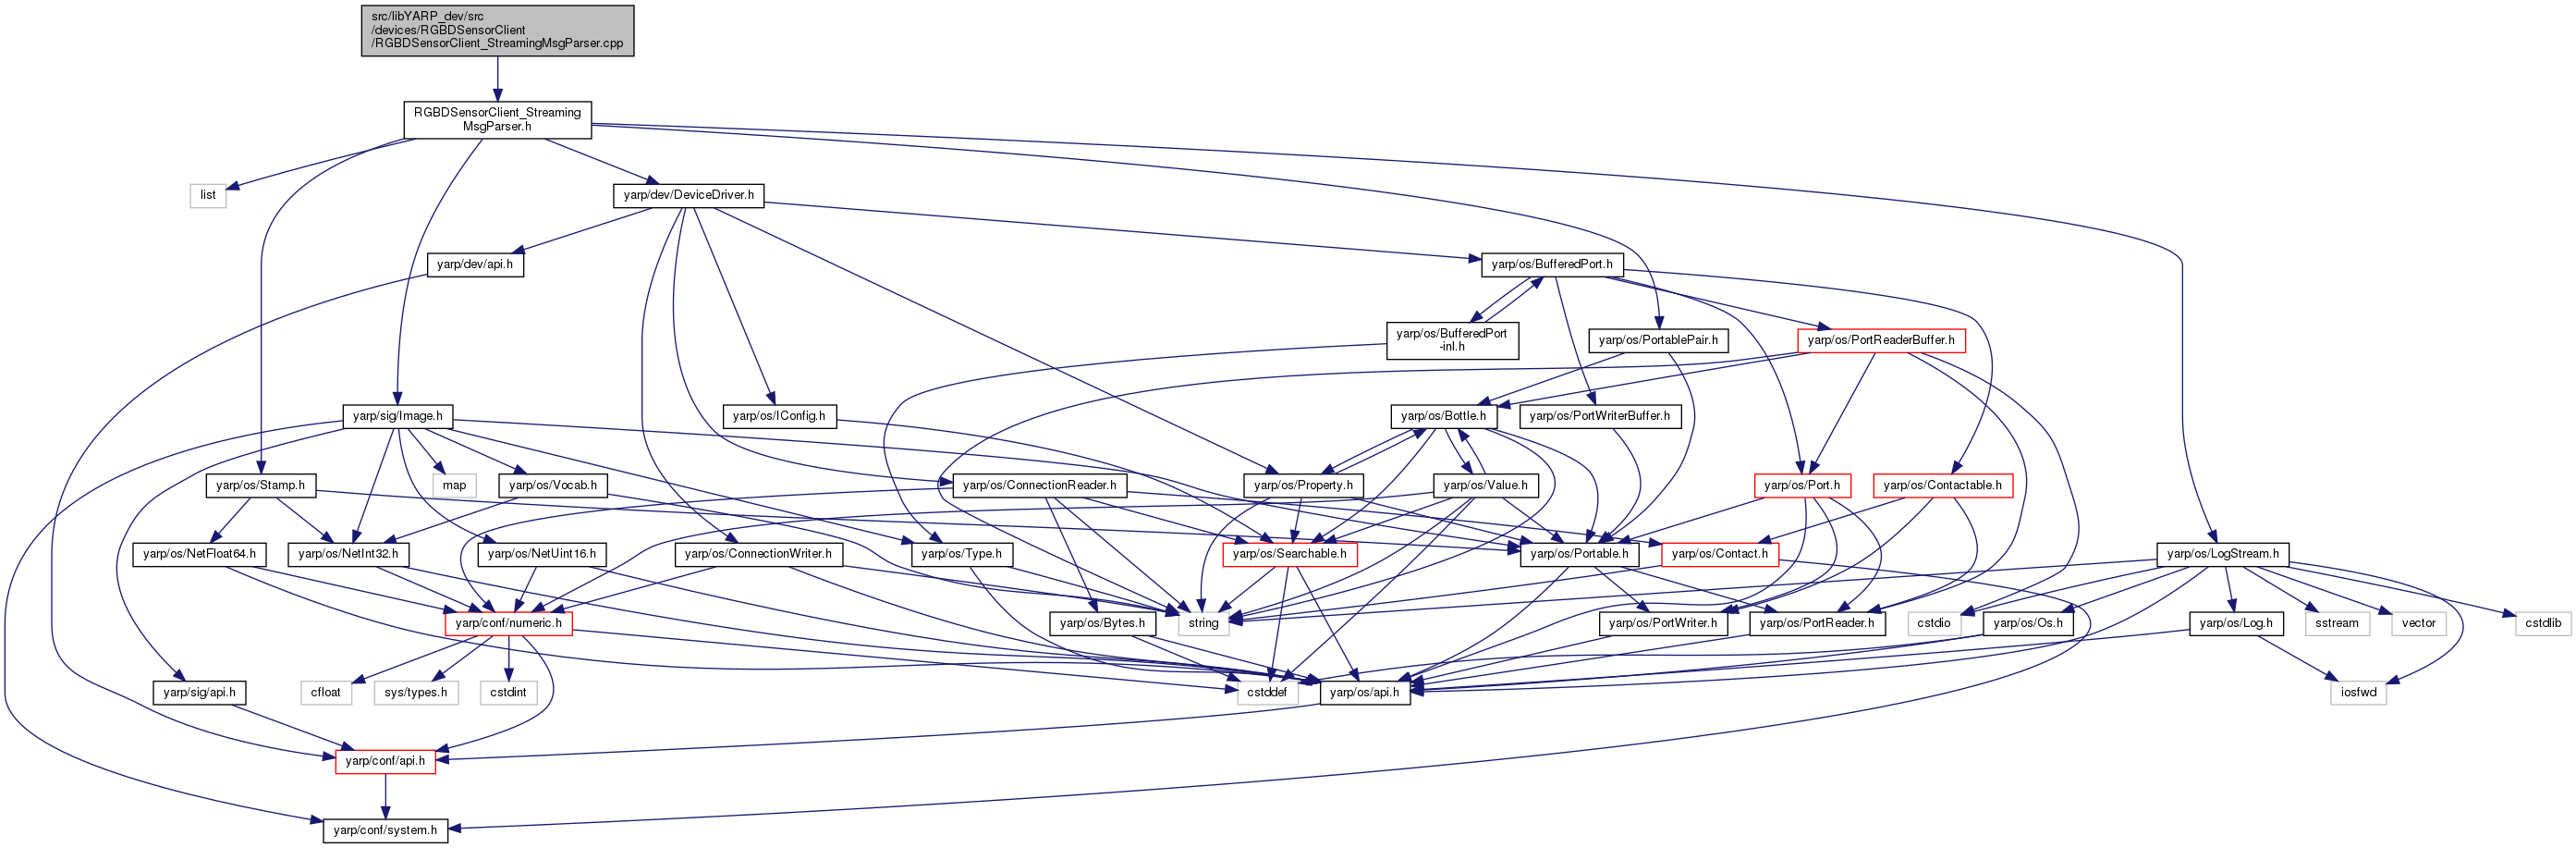 src/libYARP_dev/src
/devices/RGBDSensorClient
/RGBDSensorClient_StreamingMsgParser.cpp
RGBDSensorClient_Streaming
MsgParser.h
list
yarp/dev/DeviceDriver.h
yarp/dev/api.h
yarp/os/BufferedPort.h
yarp/os/BufferedPort
-inl.h
yarp/os/PortablePair.h
yarp/os/PortReaderBuffer.h
yarp/sig/Image.h
yarp/os/IConfig.h
yarp/os/Bottle.h
yarp/os/PortWriterBuffer.h
yarp/os/Stamp.h
map
yarp/os/Vocab.h
yarp/os/ConnectionReader.h
yarp/os/Property.h
yarp/os/Value.h
yarp/os/Port.h
yarp/os/Contactable.h
yarp/os/NetFloat64.h
yarp/os/NetInt32.h
yarp/os/NetUint16.h
yarp/os/ConnectionWriter.h
yarp/os/Type.h
yarp/os/Searchable.h
yarp/os/Portable.h
yarp/os/Contact.h
yarp/os/LogStream.h
yarp/conf/numeric.h
yarp/os/Bytes.h
string
yarp/os/PortWriter.h
yarp/os/PortReader.h
cstdio
yarp/os/Os.h
yarp/os/Log.h
sstream
vector
cstdlib
yarp/sig/api.h
cfloat
sys/types.h
cstdint
cstddef
yarp/os/api.h
iosfwd
yarp/conf/api.h
yarp/conf/system.h